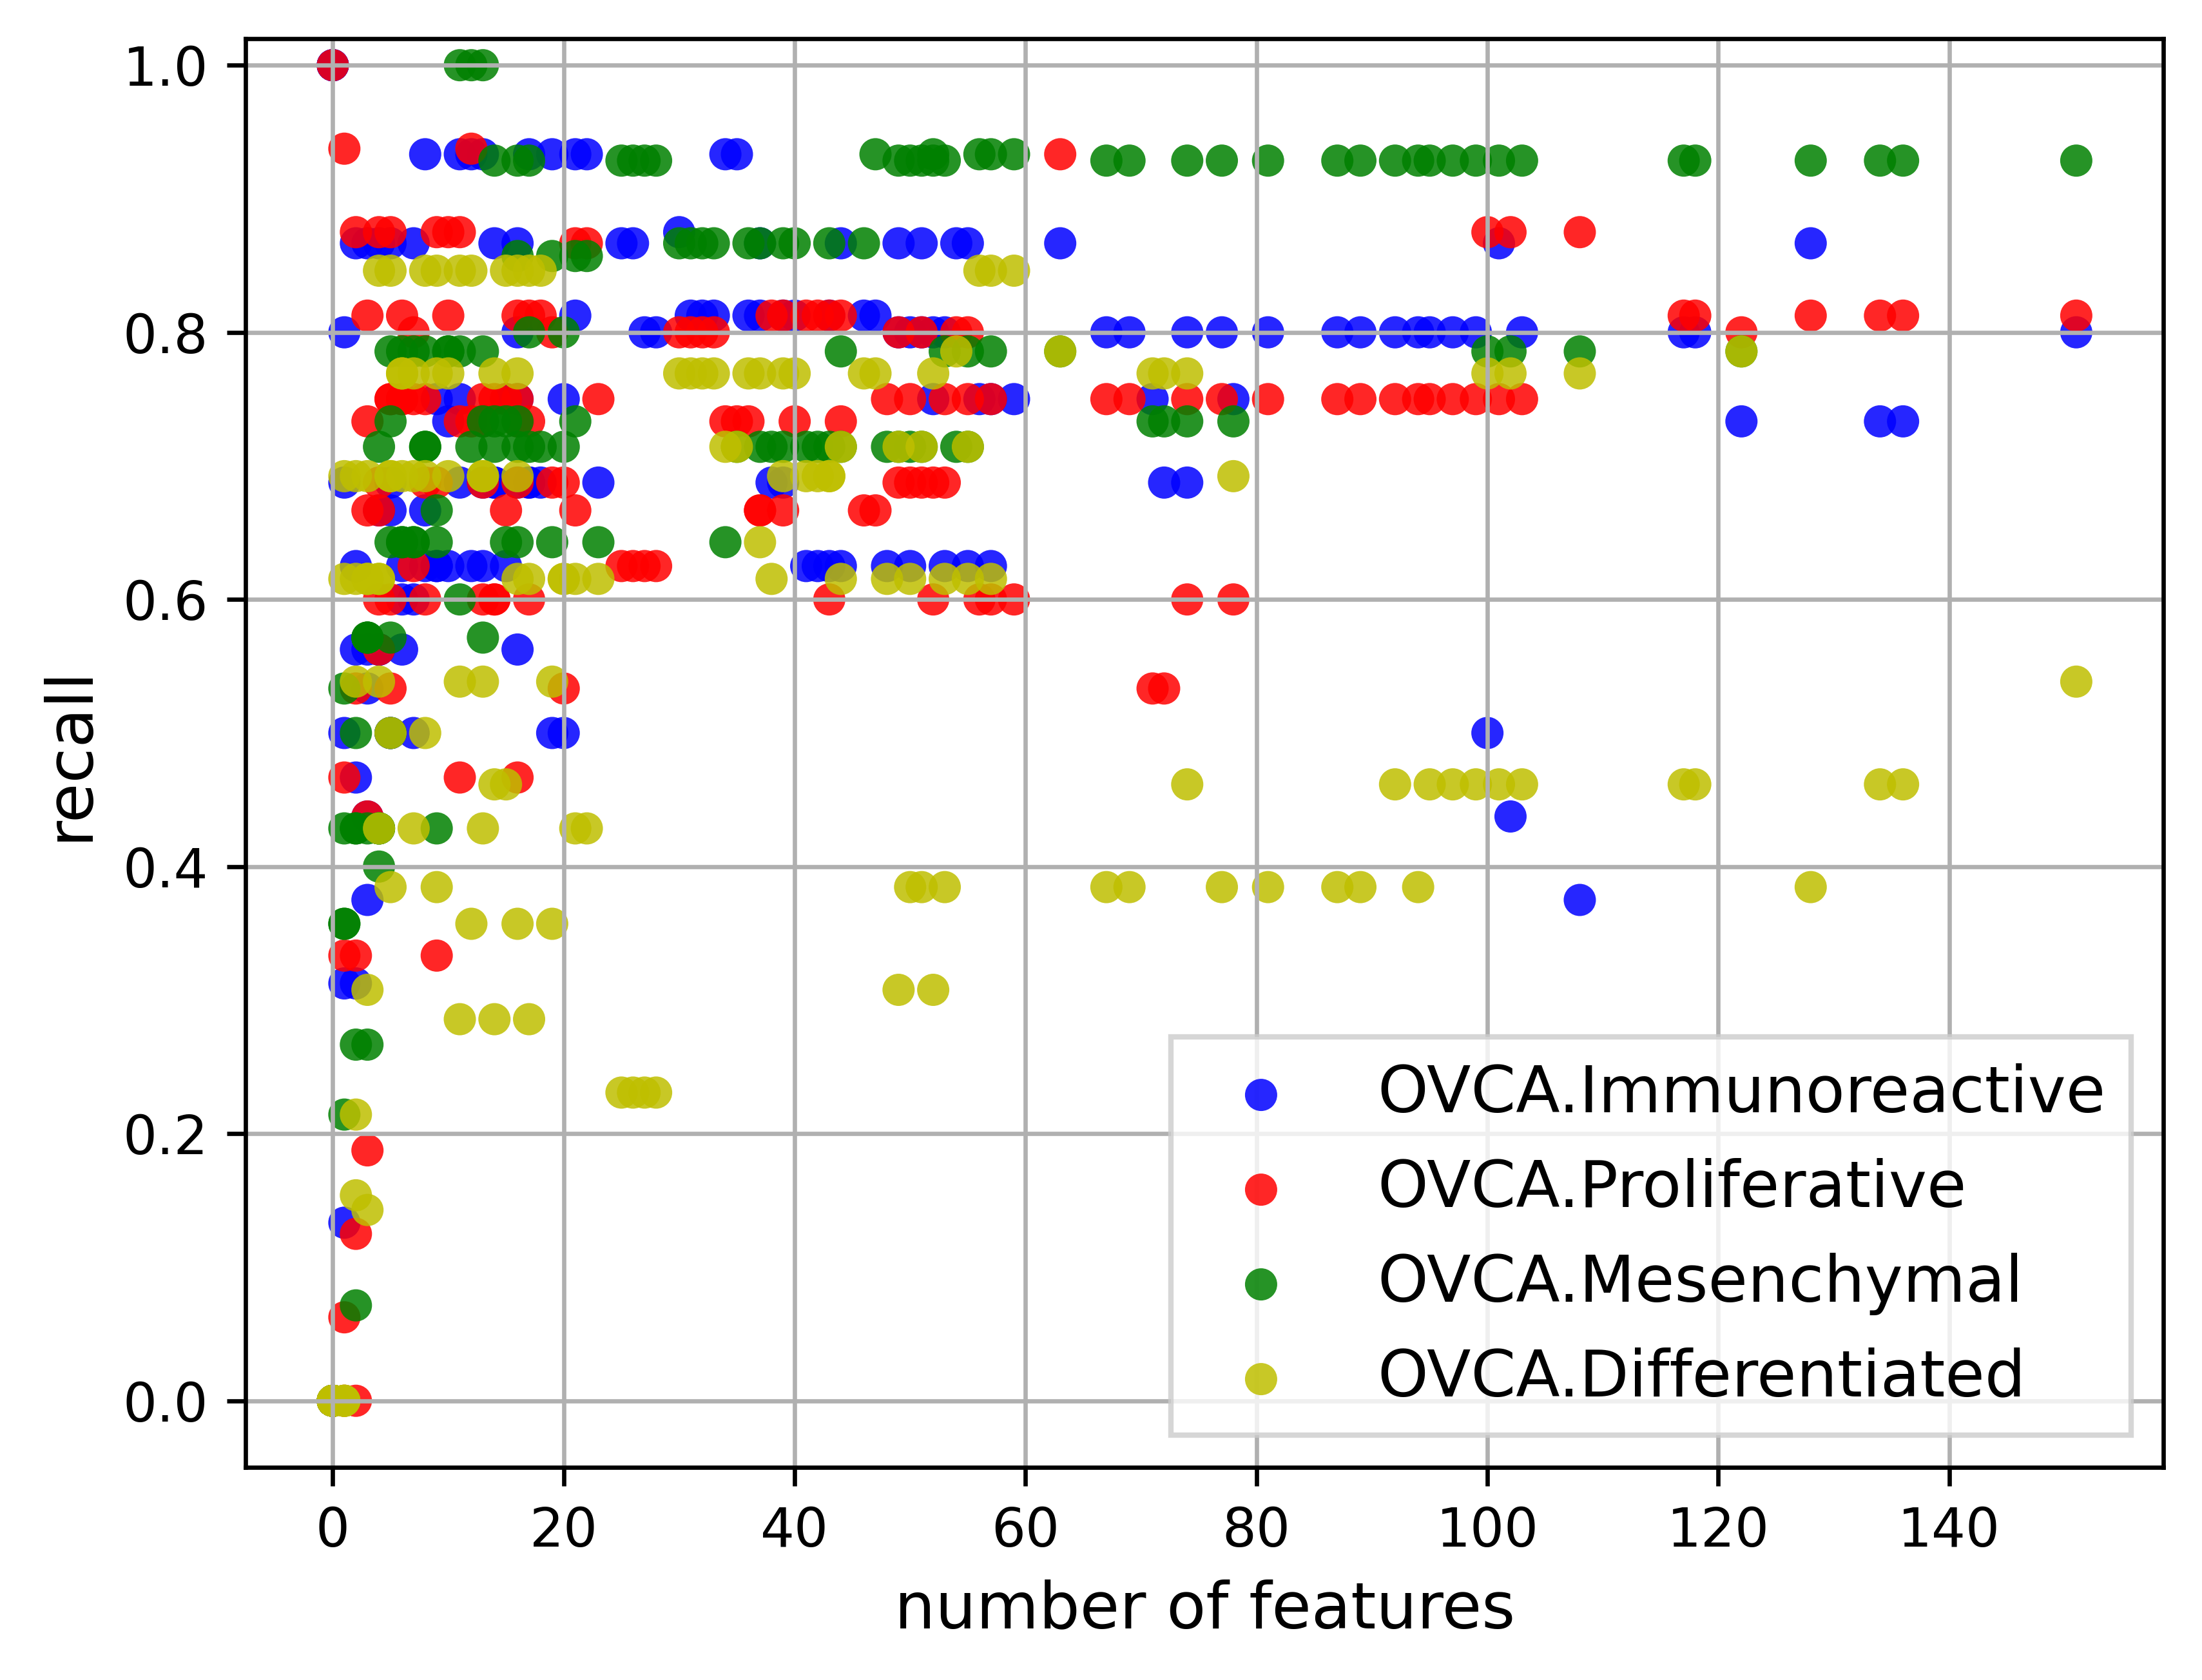 1.0
0.8
0.6
0.4
0.2
0.0
recall
0 20 40 60 80 100 120 140
number of features
OVCA.Immunoreactive
OVCA.Proliferative
OVCA.Mesenchymal
OVCA.Differentiated